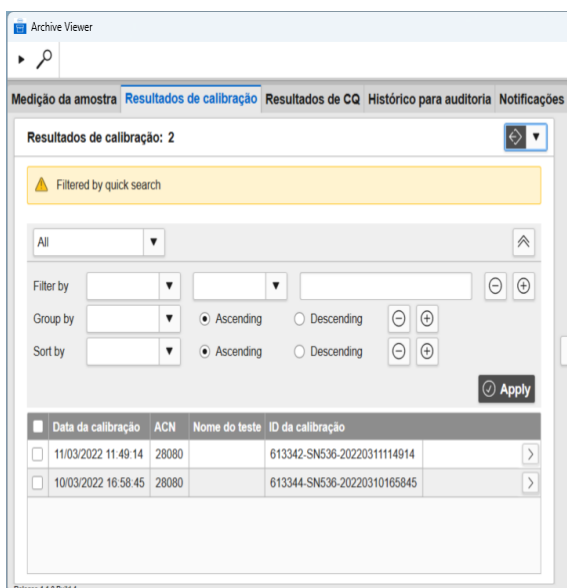 Archive Viewer
Medição da amostra Resultados de calibração Resultados de CQ Histórico para auditoria Notificações
Resultados de calibração: 2
Filtered by quick search
All
Filter by
Group by Ascending Descending
Sort by Ascending Descending
Apply
Data da calibração ACN Nome do teste ID da calibração
11/03/2022 11:49:14 28080 613342-SN536-20220311114914
10/03/2022 16:58:45 28080 613344-SN536-20220310165845